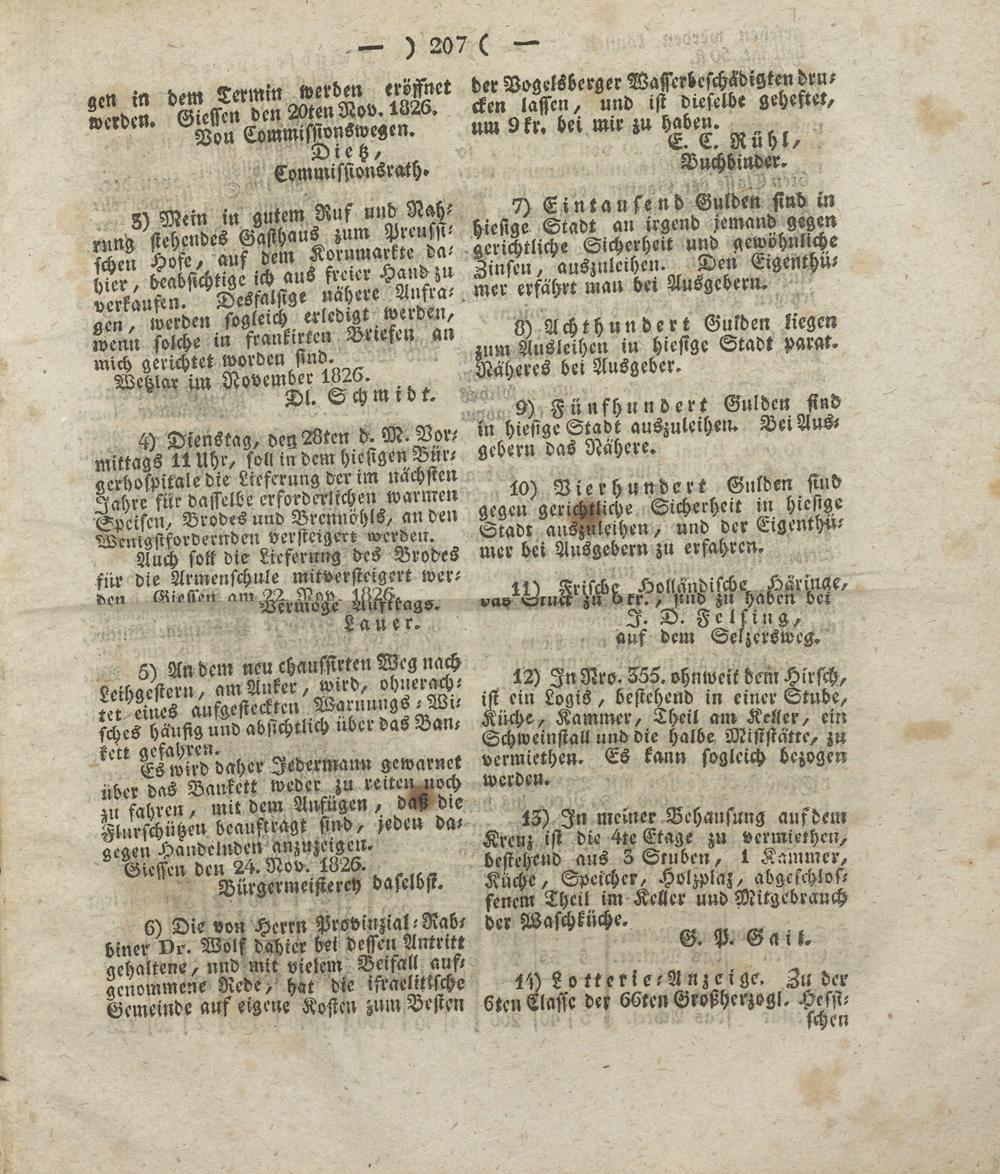 — ) 207 ( —
gen in dem Termin werden eröffnet
werden. Giessen den 20ten Nov. 1826.
Von Commissionswegen.
Dietz,
Commissionsrath.
3) Mein in gutem Ruf und Nah-
rung stehendes Gasthaus zum Preussi-
schen Hofe, auf dem Kornmarkte da-
hier, beabsichtige ich aus freier Hand zu
verkaufen. Desfalsige nähere Anfra-
gen, werden sogleich erledigt werden,
wenn solche in frankirten Briefen an
mich gerichtet worden sind.
Wetzlar im November 1826.
Dl. Schmidt.
4) Dienstag, den 28ten d. M. Vor-
mittags 11 Uhr, soll in dem hiesigen Bür-
gerhospitale die Lieferung der im nächsten
Jahre für dasselbe erforderlichen warmen
Speisen, Brodes und Brennöhls, an den
Wenigstfordernden versteigert werden.
Auch soll die Lieferung des Brodes
für die Armenschule mitversteigert wer-
den Giessen am 22. Nov. 1826.
Vermöge Auftrags.
Lauer.
5) An dem neu chaussirten Weg nach
Leihgestern, am Anker, wird, ohnerach-
tet eines aufgesteckten Warnungs-Wi-
sches häufig und absichtlich über das Ban-
kett gefahren.
Es wird daher Jedermann gewarnet
über das Bankett weder zu reiten noch
zu fahren, mit dem Anfügen, daß die
Flurschützen beauftragt sind, jeden da-
gegen Handelnden anzuzeigen.
Giessen den 24. Nov. 1826.
Bürgermeisterey daselbst.
6) Die von Herrn Provinzial-Rab-
biner Dr. Wolf dahier bei dessen Antritt
gehaltene, und mit vielem Beifall auf-
genommene Rede, hat die israelitische
Gemeinde auf eigene Kosten zum Besten
der Vogelsberger Wasserbeschädigten dru-
cken lassen, und ist dieselbe geheftet,
um 9 kr. bei mir zu haben.
E. C. Rühl,
Buchbinder.
7) Eintausend Gulden sind in
hiesige Stadt an irgend jemand gegen
gerichtliche Sicherheit und gewöhnliche
Zinsen, auszuleihen. Den Eigenthü-
mer erfährt man bei Ausgebern.
8) Achthundert Gulden liegen
zum Ausleihen in hiesige Stadt parat.
Näheres bei Ausgeber.
9) Fünfhundert Gulden sind
in hiesige Stadt auszuleihen. Bei Aus-
gebern das Nähere.
10) Vierhundert Gulden sind
gegen gerichtliche Sicherheit in hiesige
Stadt auszuleihen, und der Eigenthü-
mer bei Ausgebern zu erfahren.
11) Frische Holländische Häringe,
das Stück zu 6 kr., sind zu haben bei
J. D. Felsing,
auf dem Selzersweg.
12) In Nro. 355. ohnweit dem Hirsch,
ist ein Logis, bestehend in einer Stube,
Küche, Kammer, Theil am Keller, ein
Schweinstall und die halbe Miststätte, zu
vermiethen. Es kann sogleich bezogen
werden.
13) In meiner Behausung auf dem
Kreuz ist die 4te Etage zu vermiethen,
bestehend aus 3 Stuben, 1 Kammer,
Küche, Speicher, Holzplaz, abgeschlos-
senem Theil im Keller und Mitgebrauch
der Waschküche.
G. P. Gail.
14) Lotterie-Anzeige. Zu der
6ten Classe der 66ten Großherzogl. Hessi-
schen